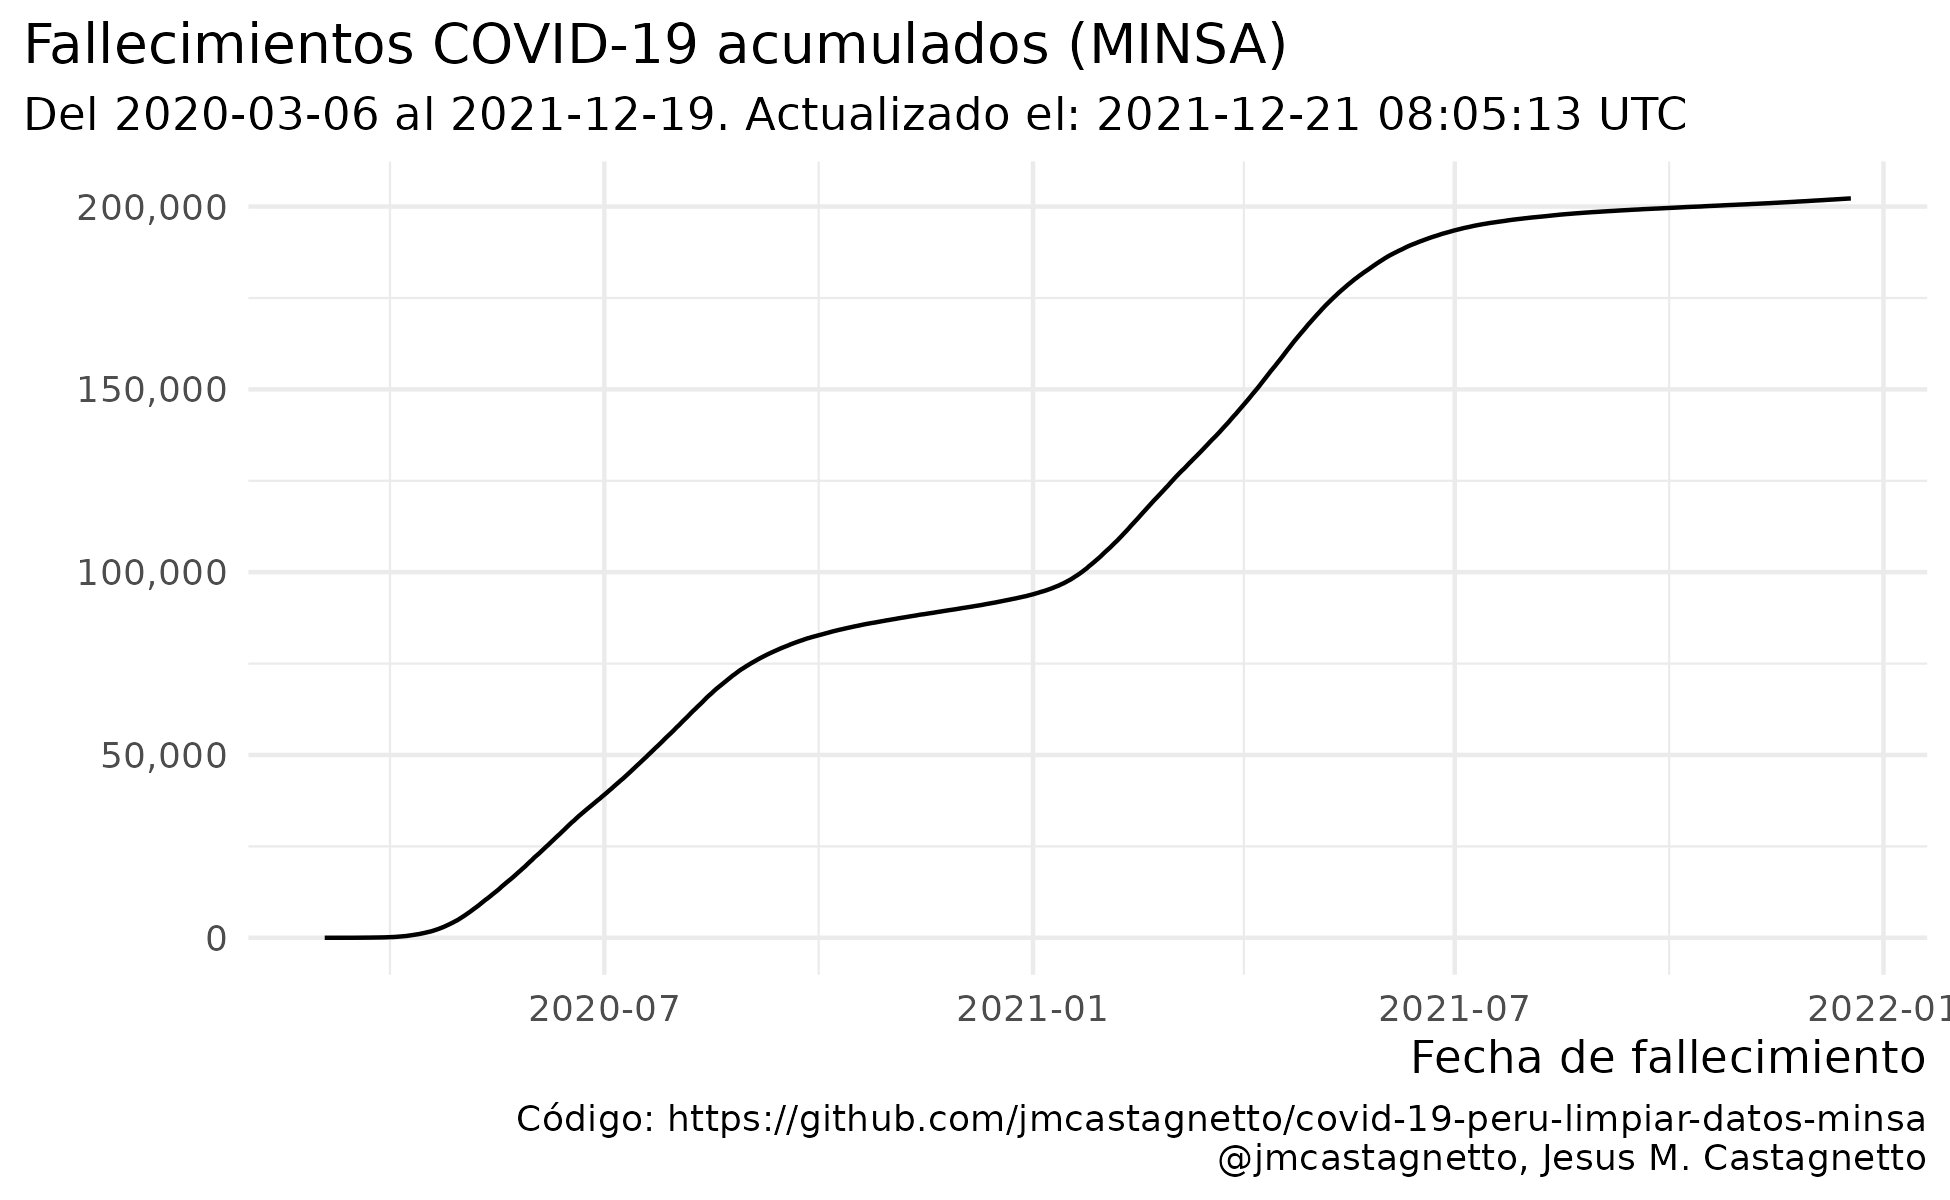 Fallecimientos COVID-19 acumulados (MINSA)
Del 2020-03-06 al 2021-12-19. Actualizado el: 2021-12-21 08:05:13 UTC
200,000
150,000
100,000
50,000
0
2020-07
2021-01
2021-07
2022-01
Fecha de fallecimiento
Código: https://github.com/jmcastagnetto/covid-19-peru-limpiar-datos-minsa
@jmcastagnetto, Jesus M. Castagnetto